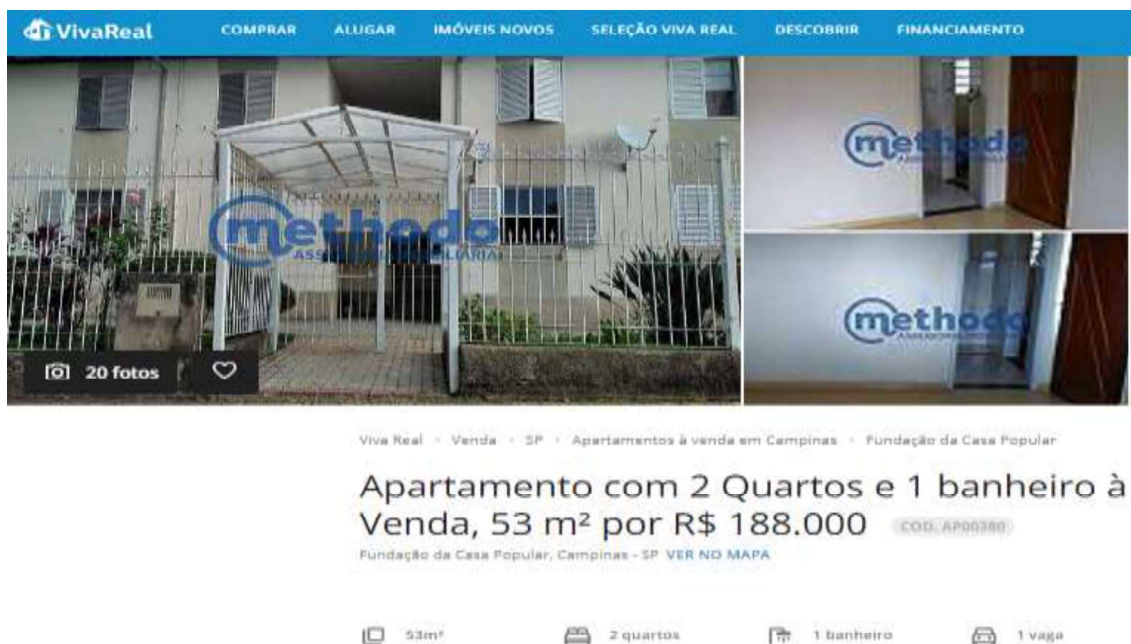 VivaReal COMPRAR ALUGAR IMÓVEIS NOVOS SELEÇÃO VIVA REAL DESCOBRIR FINANCIAMENTO
methodo
methodo
methodo
20 fotos
Viva Real Venda SP Apartamentos à venda em Campinas Fundação da Casa Popular
Apartamento com 2 Quartos e 1 banheiro à
Venda, 53 m² por R$ 188.000 COD. AP00380
Fundação da Casa Popular, Campinas - SP VER NO MAPA
53m² 2 quartos 1 banheiro 1 vaga